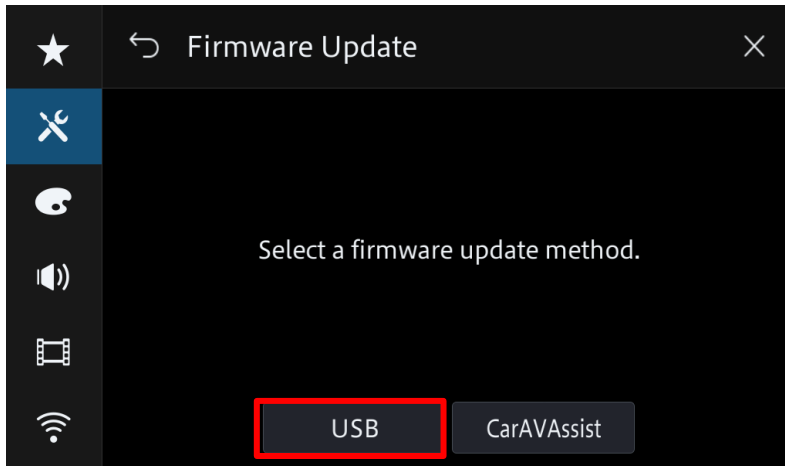 Firmware Update
Select a firmware update method.
USB
CarAVAssist